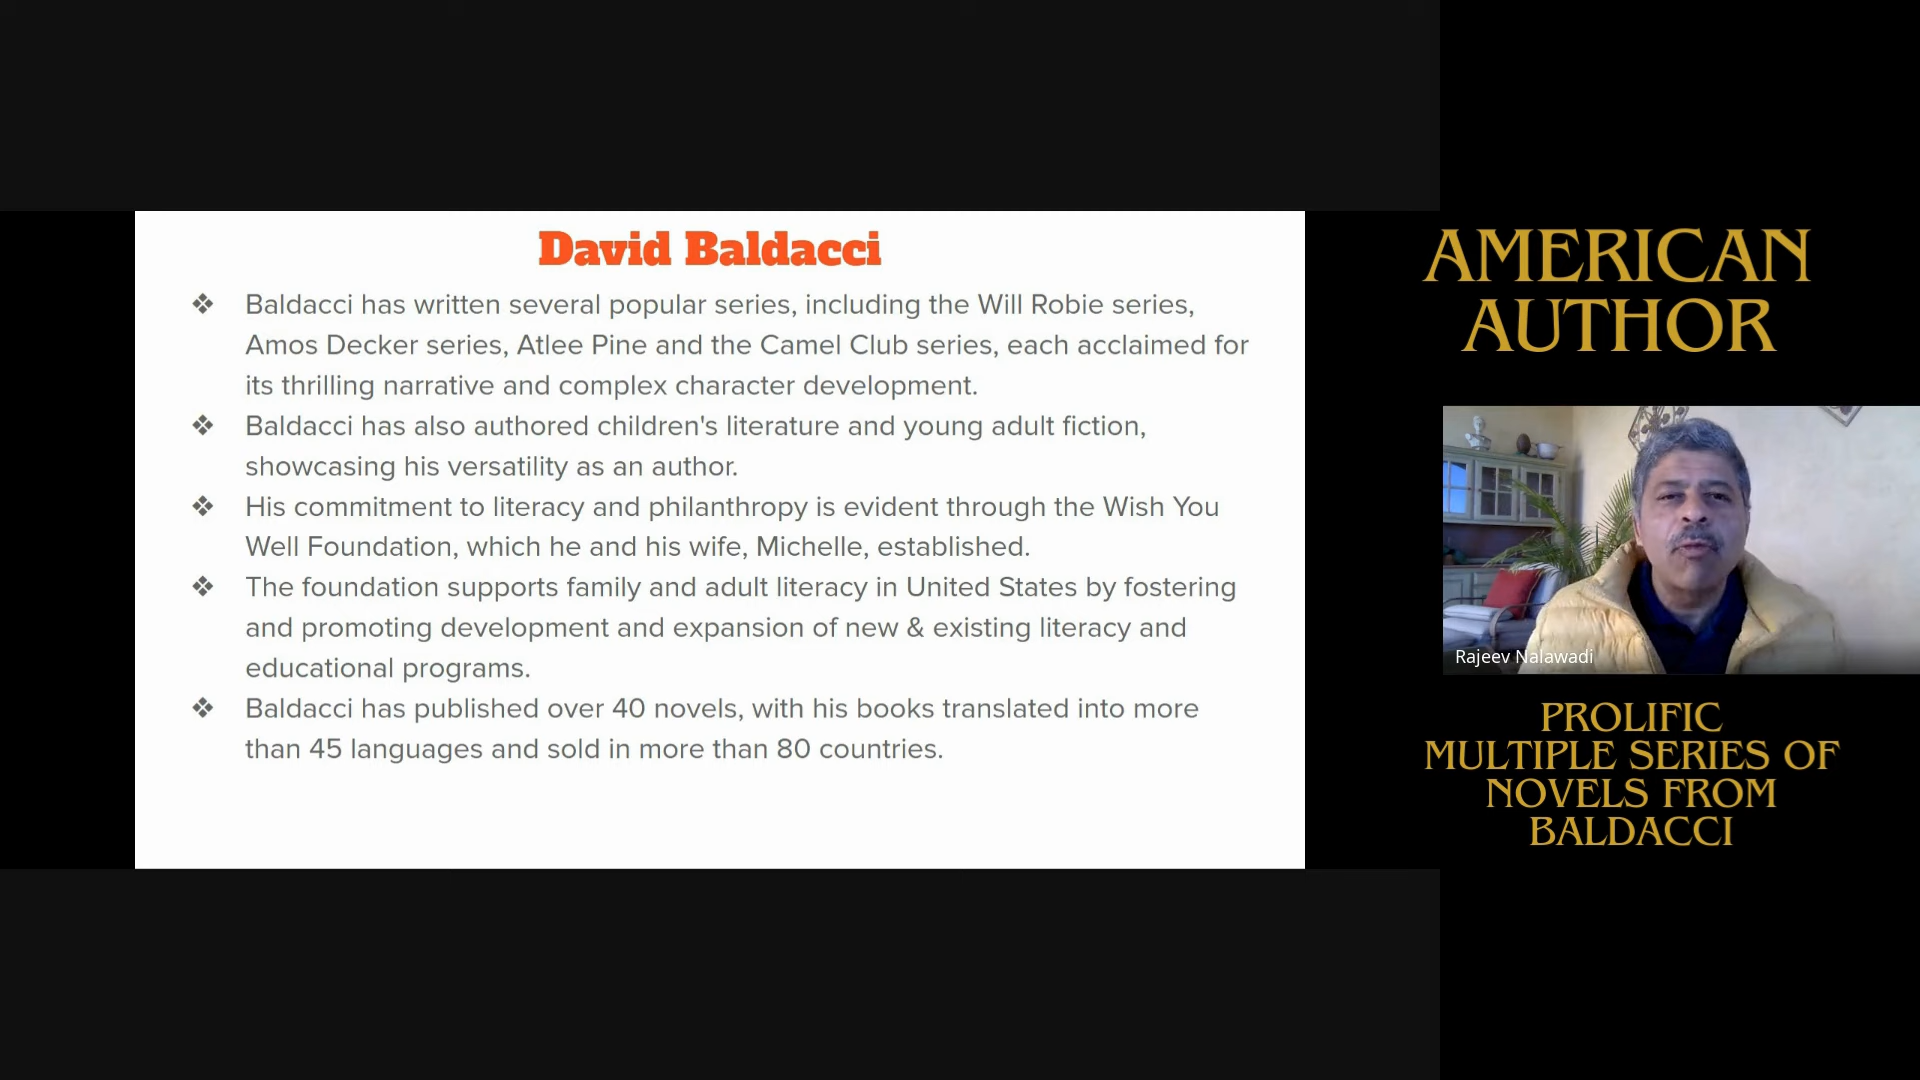 David Baldacci
❖ Baldacci has written several popular series, including the Will Robie series,
Amos Decker series, Atlee Pine and the Camel Club series, each acclaimed for
its thrilling narrative and complex character development.
❖ Baldacci has also authored children's literature and young adult fiction,
showcasing his versatility as an author.
❖ His commitment to literacy and philanthropy is evident through the Wish You
Well Foundation, which he and his wife, Michelle, established.
❖ The foundation supports family and adult literacy in United States by fostering
and promoting development and expansion of new & existing literacy and
educational programs.
❖ Baldacci has published over 40 novels, with his books translated into more
than 45 languages and sold in more than 80 countries.
AMERICAN
AUTHOR
Rajeev Nalawadi
PROLIFIC
MULTIPLE SERIES OF
NOVELS FROM
BALDACCI